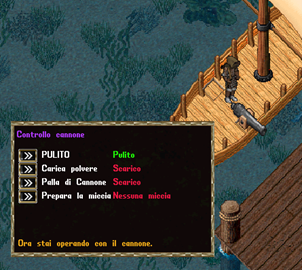 Controllo cannone
PULITO Pulito
Carica polvere Scarico
Palla di Cannone Scarico
Prepara la miccia Nessuna miccia
Ora stai operando con il cannone.